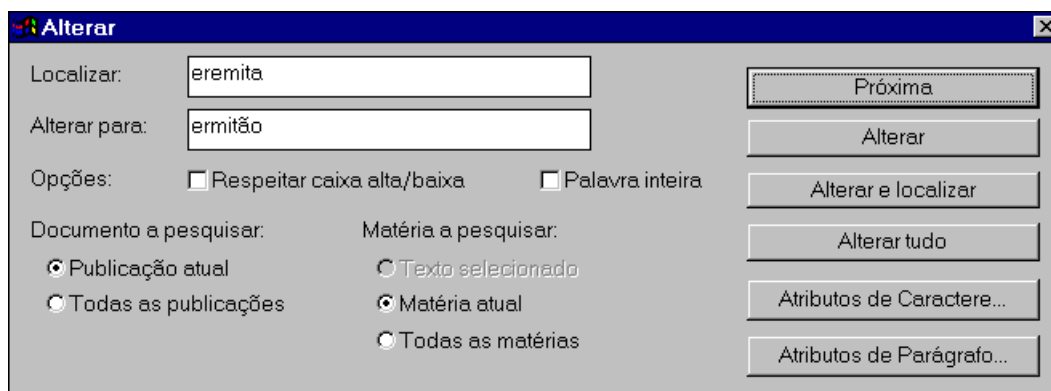 Alterar
Localizar: eremita
Próxima
Alterar para: ermitão
Alterar
Opções: Respeitar caixa alta/baixa Palavra inteira
Alterar e localizar
Documento a pesquisar: Matéria a pesquisar:
Alterar tudo
Publicação atual Texto selecionado
Todas as publicações Matéria atual
Atributos de Caractere...
Todas as matérias
Atributos de Parágrafo...